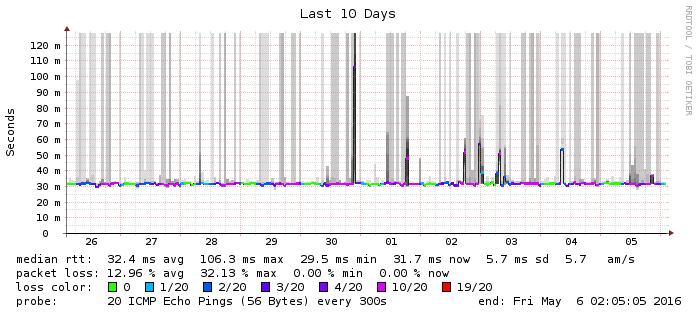 Last 10 Days
RRDTOOL / TOBI OETIKER
Seconds
120 m
110 m
100 m
90 m
80 m
70 m
60 m
50 m
40 m
30 m
20 m
10 m
0
26 27 28 29 30 01 02 03 04 05
median rtt: 32.4 ms avg 106.3 ms max 29.5 ms min 31.7 ms now 5.7 ms sd 5.7 am/s
packet loss: 12.96 % avg 32.13 % max 0.00 % min 0.00 % now
loss color: 0 1/20 2/20 3/20 4/20 10/20 19/20
probe: 20 ICMP Echo Pings (56 Bytes) every 300s end: Fri May 6 02:05:05 2016